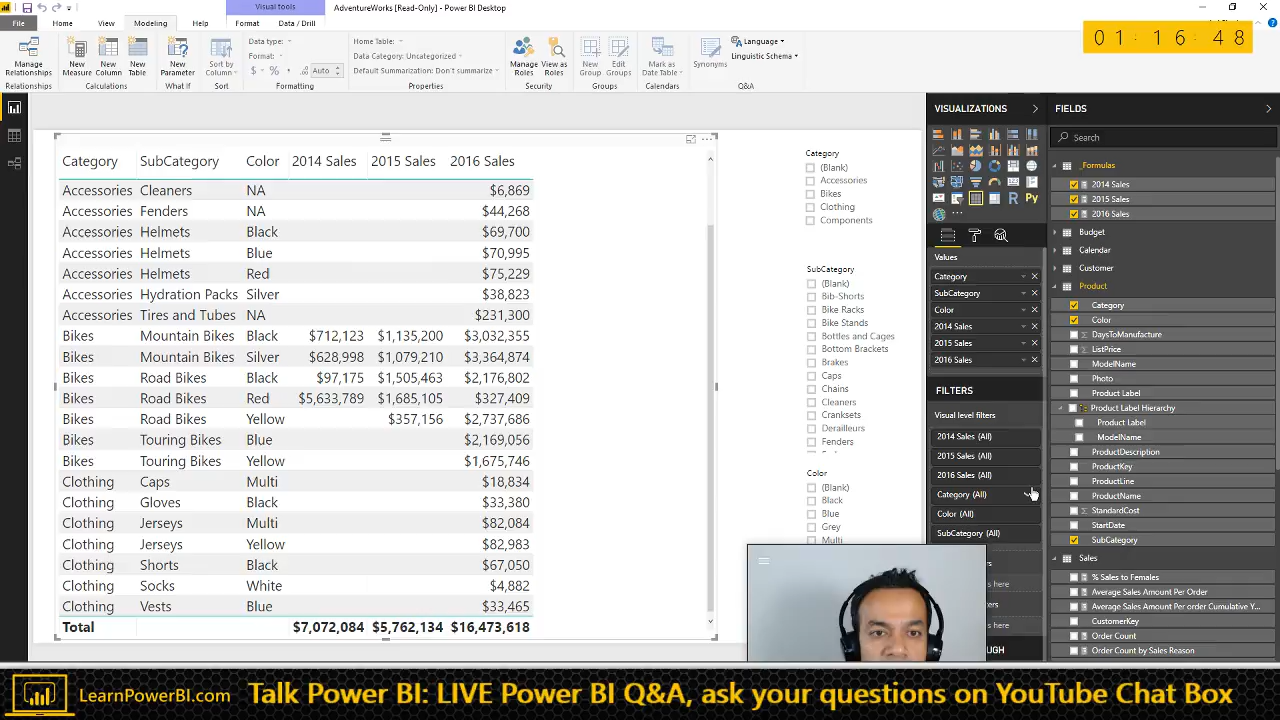 Visual tools
AdventureWorks [Read-Only] - Power BI Desktop
File
Home
View
Modeling
Help
Format
Data / Drill
01:16:48
Manage
Relationships
New
Measure
New
Column
New
Table
New
Parameter
Sort by
Column
Data type:
Format:
$ % , Auto
Home Table:
Data Category: Uncategorized
Default Summarization: Don't summarize
Manage
Roles
View as
Roles
New
Group
Edit
Groups
Mark as
Date Table
Synonyms
Language
Linguistic Schema
Relationships
Calculations
What If
Sort
Formatting
Properties
Security
Groups
Calendars
Q&A
Category SubCategory Color 2014 Sales 2015 Sales 2016 Sales
Accessories Cleaners NA $6,869
Accessories Fenders NA $44,268
Accessories Helmets Black $69,700
Accessories Helmets Blue $70,995
Accessories Helmets Red $75,229
Accessories Hydration Pack Silver $38,823
Accessories Tires and Tubes NA $231,300
Bikes Mountain Bikes Black $712,123 ,135,200 $3,032,355
Bikes Mountain Bikes Silver $628,998 $1,079,210 $3,364,874
Bikes Road Bikes Black $97,175 $1,505,463 $2,176,802
Bikes Road Bikes Red $5,633,789 $1,685,105 $327,409
Bikes Road Bikes Yellow $357,156 $2,737,686
Bikes Touring Bikes Blue $2,169,056
Bikes Touring Bikes Yellow $1,675,746
Clothing Caps Multi $18,834
Clothing Gloves Black $33,380
Clothing Jerseys Multi $82,084
Clothing Jerseys Yellow $82,983
Clothing Shorts Black $67,050
Clothing Socks White $4,882
Clothing Vests Blue $33,465
Total $7,072,084 $5,762,134 $16,473,618
Category
(Blank)
Accessories
Bikes
Clothing
Components
SubCategory
(Blank)
Bib-Shorts
Bike Racks
Bike Stands
Bottles and Cages
Bottom Brackets
Brakes
Caps
Chains
Cleaners
Cranksets
Derailleurs
Fenders
Color
(Blank)
Black
Blue
Grey
Multi
VISUALIZATIONS
R Py
Values
Category
SubCategory
Color
2014 Sales
2015 Sales
2016 Sales
FILTERS
Visual level filters
2014 Sales (All)
2015 Sales (All)
2016 Sales (All)
Category (All)
Color (All)
SubCategory (All)
s here
s here
OUGH
FIELDS
Search
_Formulas
2014 Sales
2015 Sales
2016 Sales
Budget
Calendar
Customer
Product
Category
Color
DaysToManufacture
ListPrice
ModelName
Photo
Product Label
Product Label Hierarchy
Product Label
ModelName
ProductDescription
ProductKey
ProductLine
ProductName
StandardCost
StartDate
SubCategory
Sales
% Sales to Females
Average Sales Amount Per Order
Average Sales Amount Per order Cumulative Y...
CustomerKey
Order Count
Order Count by Sales Reason
LearnPowerBI.com
Talk Power BI: LIVE Power BI Q&A, ask your questions on YouTube Chat Box